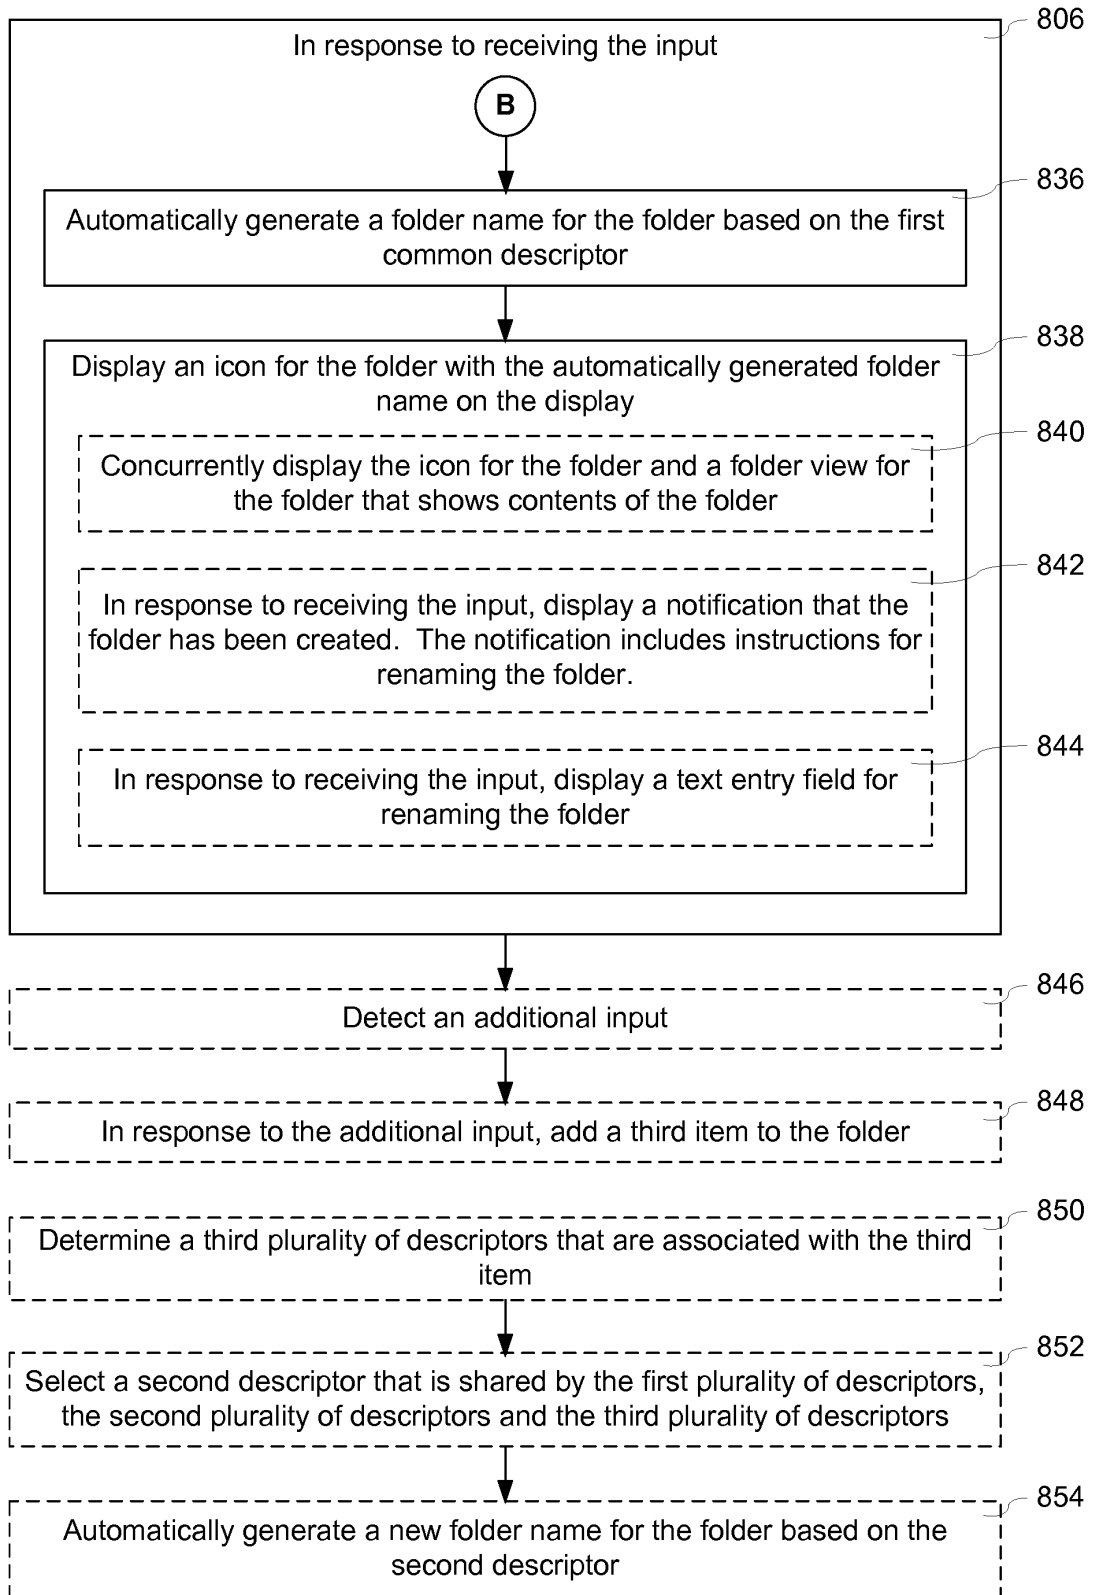 806
In response to receiving the input
B
836
Automatically generate a folder name for the folder based on the first
common descriptor
838
Display an icon for the folder with the automatically generated folder
name on the display
840
Concurrently display the icon for the folder and a folder view for
the folder that shows contents of the folder
842
In response to receiving the input, display a notification that the
folder has been created.  The notification includes instructions for
renaming the folder.
844
In response to receiving the input, display a text entry field for
renaming the folder
846
Detect an additional input
848
In response to the additional input, add a third item to the folder
850
Determine a third plurality of descriptors that are associated with the third
item
852
Select a second descriptor that is shared by the first plurality of descriptors,
the second plurality of descriptors and the third plurality of descriptors
854
Automatically generate a new folder name for the folder based on the
second descriptor